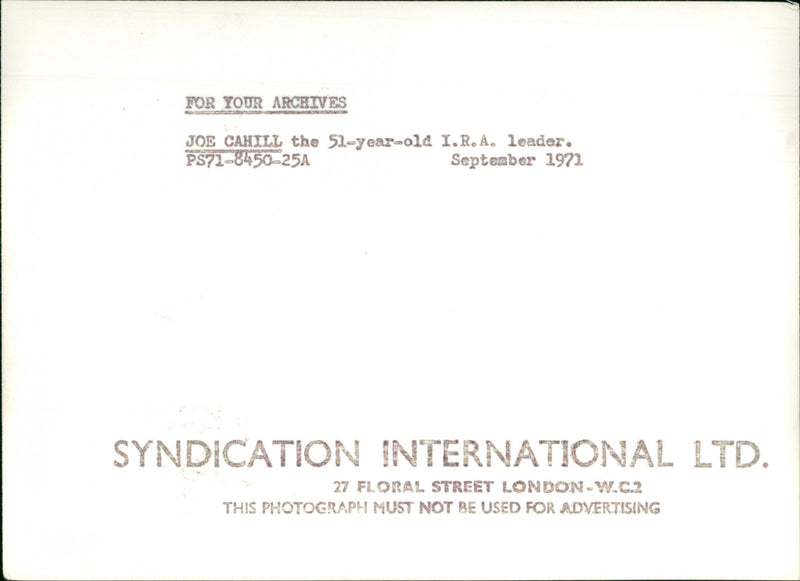 FOR YOUR ARCHIVES
JOE CAHILL the 51-year-old I.R.A. leader.
PS71-8450-25A September 1971
SYNDICATION INTERNATIONAL LTD.
27 FLORAL STREET LONDON-W.C.2
THIS PHOTOGRAPH MUST NOT BE USED FOR ADVERTISING